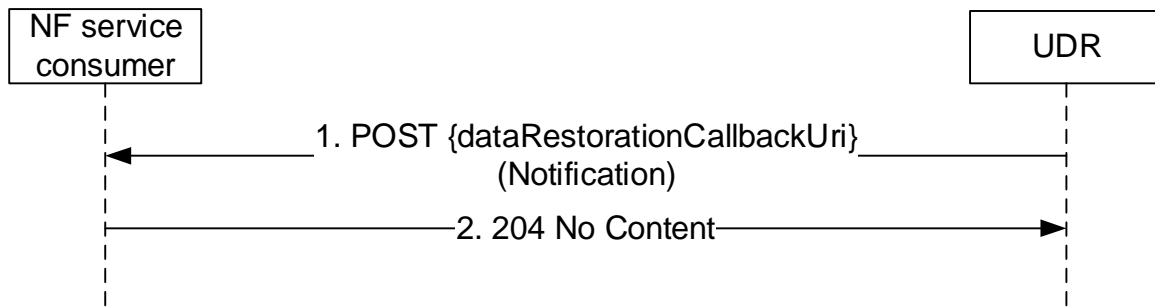 NF service
consumer
UDR
1. POST {dataRestorationCallbackUri}
(Notification)
2. 204 No Content